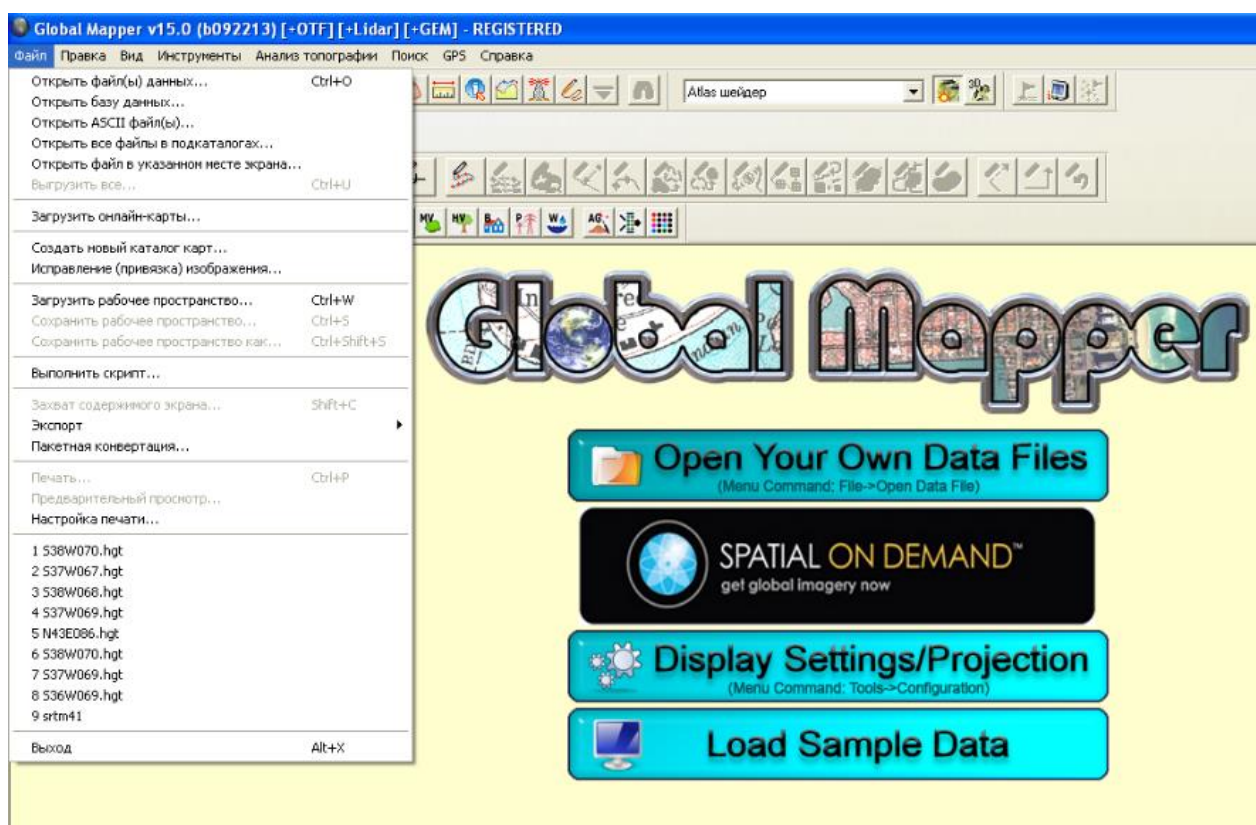 Global Mapper v15.0 (b092213) [+OTF] [+Lidar] [+GEM] - REGISTERED
Файл Правка Вид Инструменты Анализ топографии Поиск GPS Справка
Открыть файл(ы) данных... Ctrl+O
Открыть базу данных...
Открыть ASCII файл(ы)...
Открыть все файлы в подкаталогах...
Открыть файл в указанном месте экрана...
Выгрузить все... Ctrl+U
Загрузить онлайн-карты...
Создать новый каталог карт...
Исправление (привязка) изображения...
Загрузить рабочее пространство... Ctrl+W
Сохранить рабочее пространство... Ctrl+S
Сохранить рабочее пространство как... Ctrl+Shift+S
Выполнить скрипт...
Захват содержимого экрана... Shift+C
Экспорт
Пакетная конвертация...
Печать... Ctrl+P
Предварительный просмотр...
Настройка печати...
1 S38W070.hgt
2 S37W067.hgt
3 S38W068.hgt
4 S37W069.hgt
5 N43E086.hgt
6 S38W070.hgt
7 S37W069.hgt
8 S36W069.hgt
9 srtm41
Выход Alt+X
Atlas шейдер
3D
MV HV B P W AG
Global Mapper
Open Your Own Data Files
(Menu Command: File->Open Data File)
SPATIAL ON DEMAND™
get global imagery now
Display Settings/Projection
(Menu Command: Tools->Configuration)
Load Sample Data